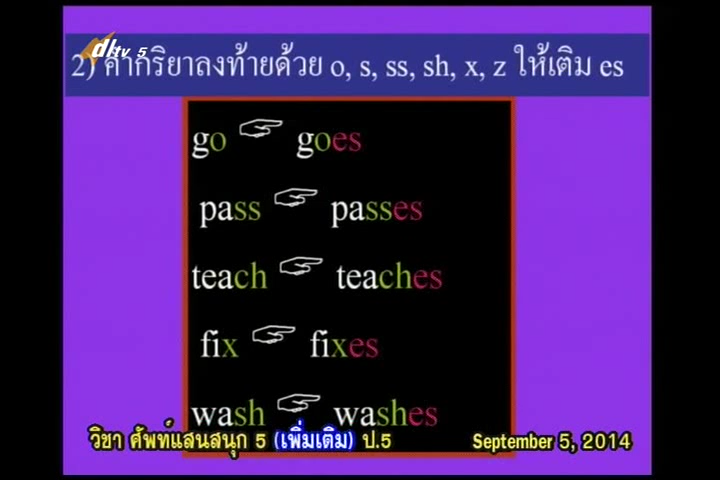 dltv 5
2) คำกริยาลงท้ายด้วย o, s, ss, sh, x, z ให้เติม es
go goes
pass passes
teach teaches
fix fixes
wash washes
วิชา ศัพท์แสนสนุก 5 (เพิ่มเติม) ป.5 September 5, 2014